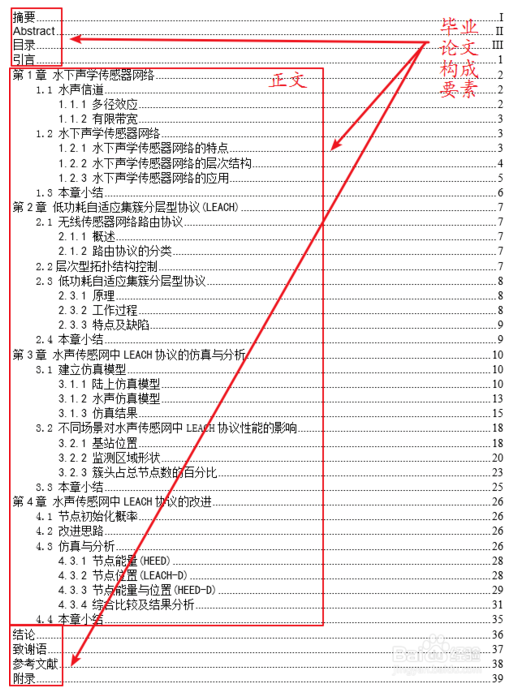 摘要 I
Abstract II
目录 III
引言 1
第1章 水下声学传感器网络 2
1.1 水声信道 2
1.1.1 多径效应 2
1.1.2 有限带宽 3
1.2 水下声学传感器网络 3
1.2.1 水下声学传感器网络的特点 3
1.2.2 水下声学传感器网络的层次结构 4
1.2.3 水下声学传感器网络的应用 5
1.3 本章小结 6
第2章 低功耗自适应集簇分层型协议(LEACH) 7
2.1 无线传感器网络路由协议 7
2.1.1 概述 7
2.1.2 路由协议的分类 7
2.2 层次型拓扑结构控制 7
2.3 低功耗自适应集簇分层型协议 8
2.3.1 原理 8
2.3.2 工作过程 8
2.3.3 特点及缺陷 9
2.4 本章小结 9
第3章 水声传感网中LEACH协议的仿真与分析 10
3.1 建立仿真模型 10
3.1.1 陆上仿真模型 10
3.1.2 水声仿真模型 13
3.1.3 仿真结果 15
3.2 不同场景对水声传感网中LEACH协议性能的影响 18
3.2.1 基站位置 18
3.2.2 监测区域形状 20
3.2.3 簇头占总节点数的百分比 23
3.3 本章小结 25
第4章 水声传感网中LEACH协议的改进 26
4.1 节点初始化概率 26
4.2 改进思路 26
4.3 仿真与分析 26
4.3.1 节点能量(HEED) 28
4.3.2 节点位置(LEACH-D) 28
4.3.3 节点能量与位置(HEED-D) 29
4.3.4 综合比较及结果分析 31
4.4 本章小结 35
结论 36
致谢语 37
参考文献 38
附录 39
正文
毕业
论文
构成
要素
Baidu经验